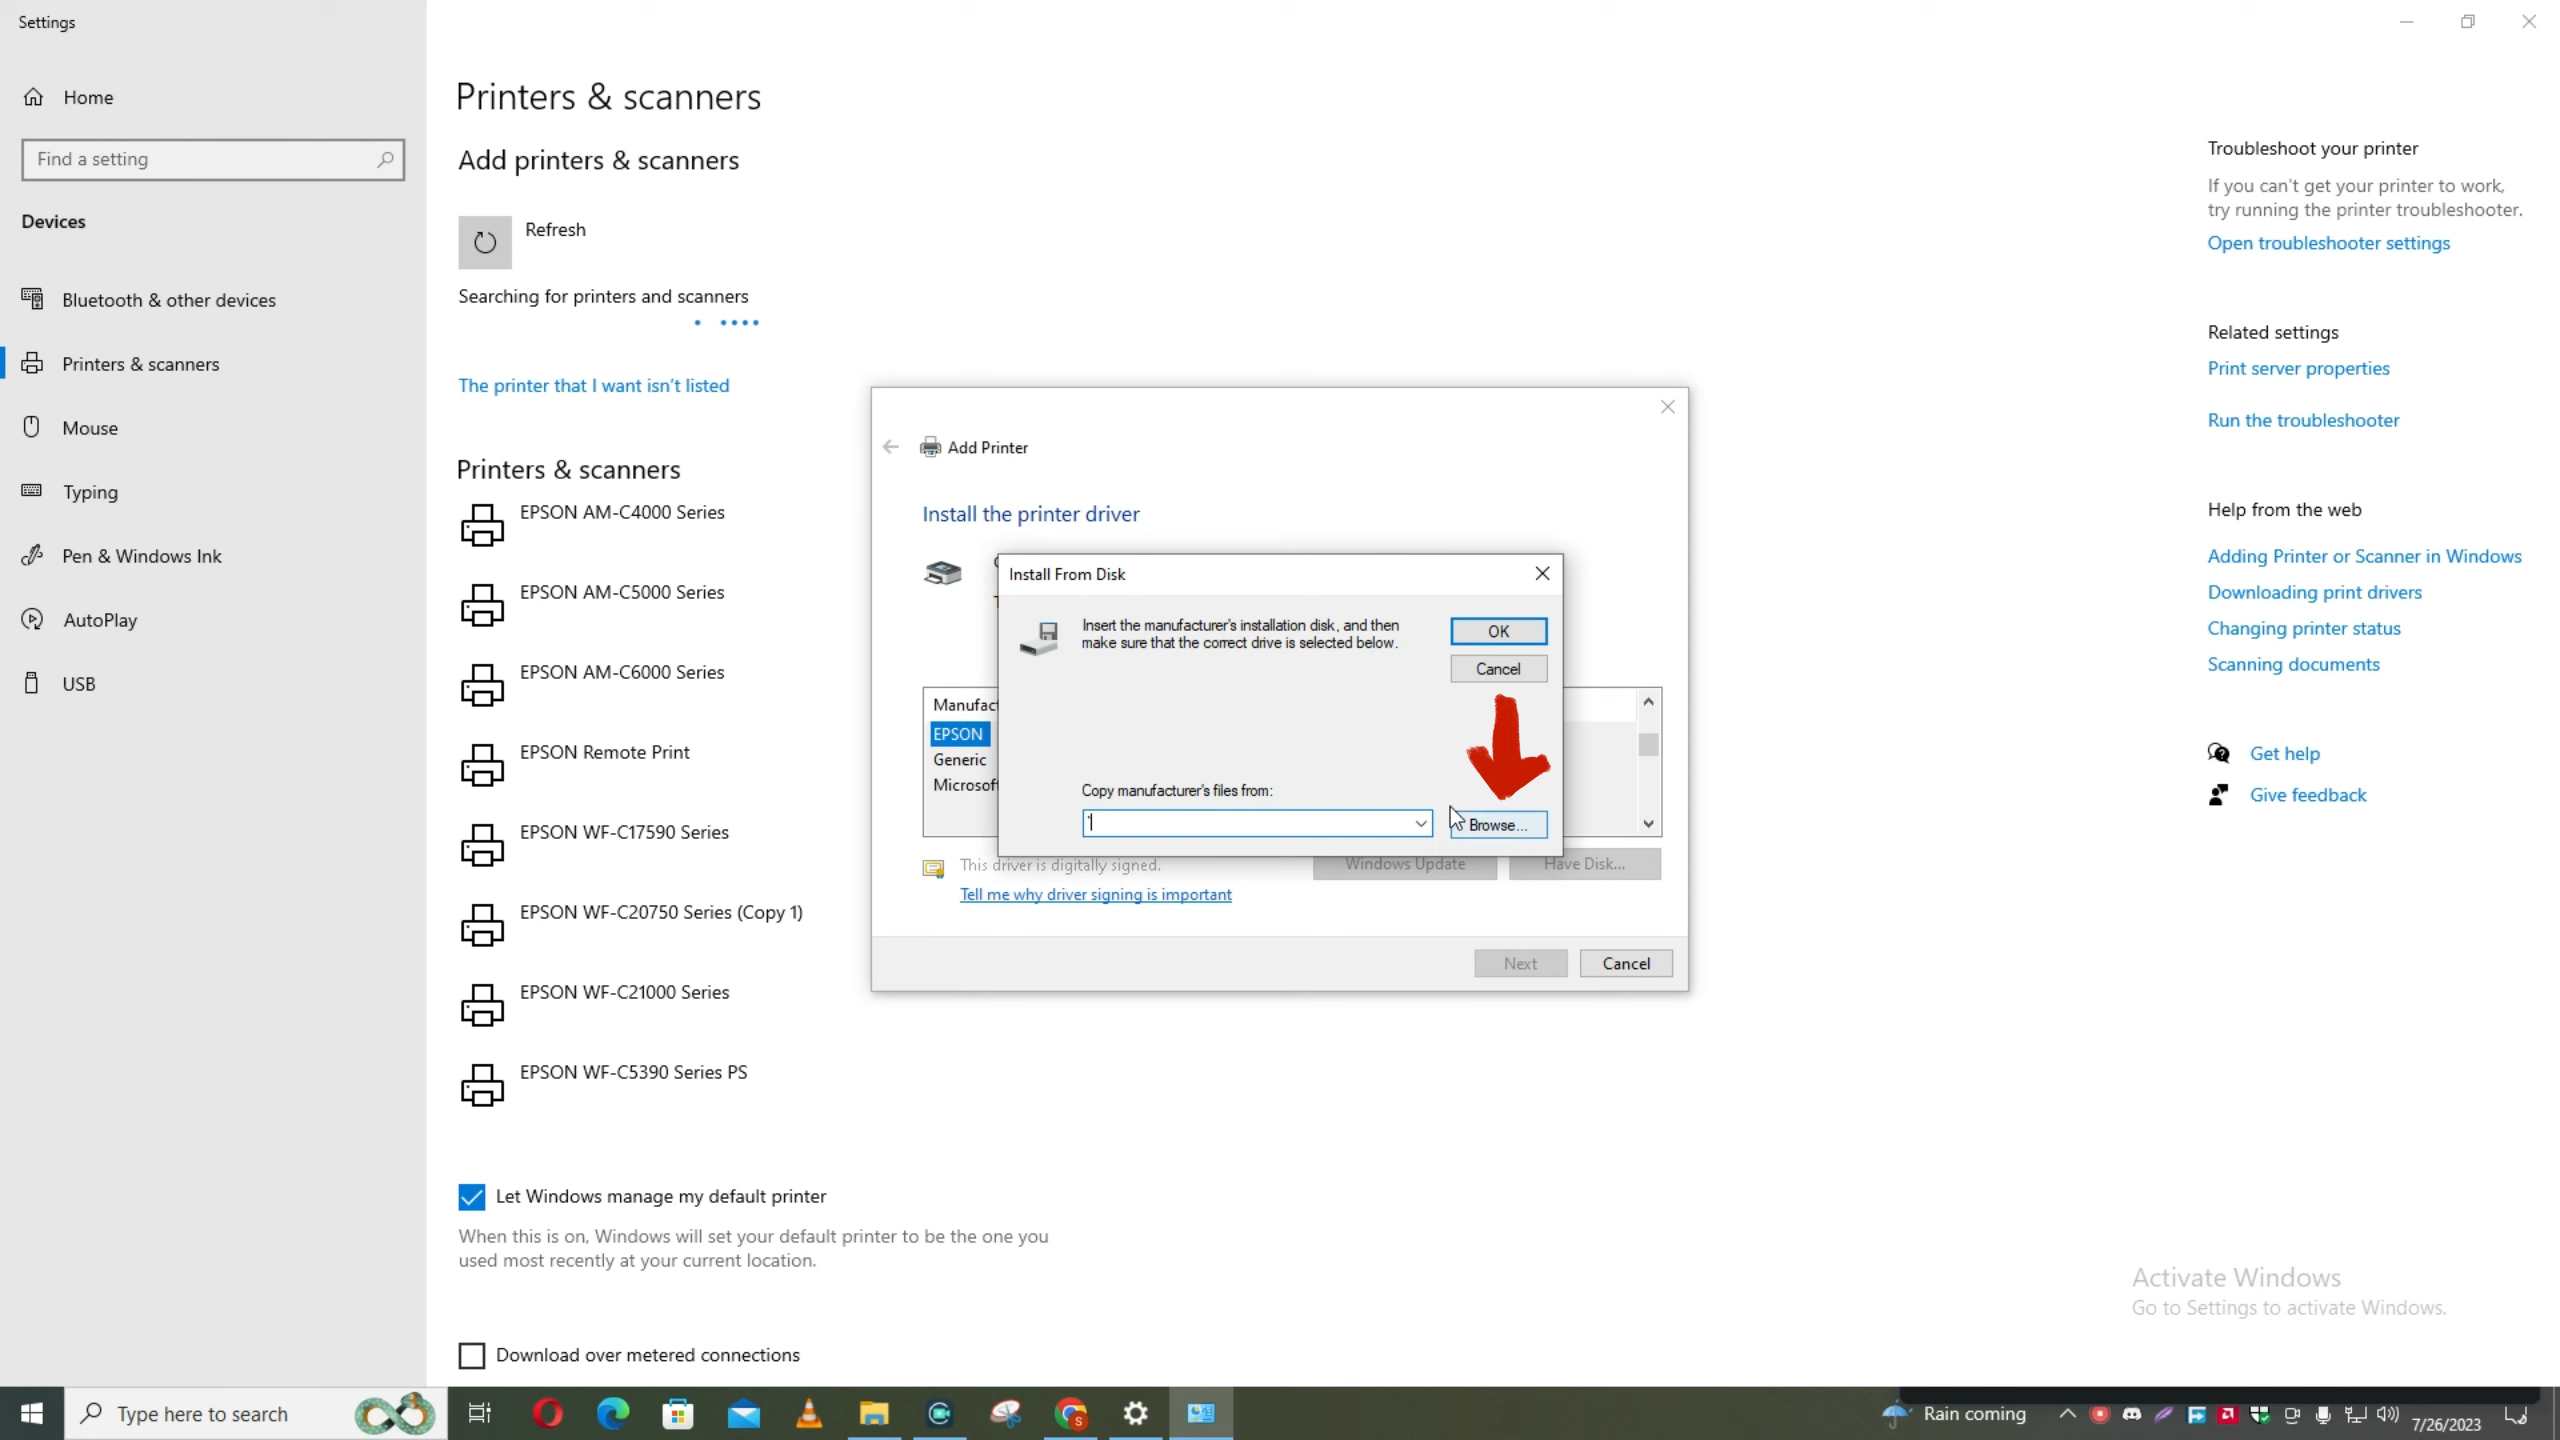 Settings
Home
Find a setting
Devices
Bluetooth & other devices
Printers & scanners
Mouse
Typing
Pen & Windows Ink
AutoPlay
USB
Printers & scanners
Add printers & scanners
Refresh
Searching for printers and scanners
The printer that I want isn't listed
Printers & scanners
EPSON AM-C4000 Series
EPSON AM-C5000 Series
EPSON AM-C6000 Series
EPSON Remote Print
EPSON WF-C17590 Series
EPSON WF-C20750 Series (Copy 1)
EPSON WF-C21000 Series
EPSON WF-C5390 Series PS
Let Windows manage my default printer
When this is on, Windows will set your default printer to be the one you
used most recently at your current location.
Download over metered connections
Add Printer
Install the printer driver
Install From Disk
Insert the manufacturer's installation disk, and then
make sure that the correct drive is selected below.
OK
Cancel
Copy manufacturer's files from:
Browse...
EPSON
Generic
This driver is digitally signed.
Windows Update
Have Disk...
Tell me why driver signing is important
Next
Cancel
Troubleshoot your printer
If you can't get your printer to work,
try running the printer troubleshooter.
Open troubleshooter settings
Related settings
Print server properties
Run the troubleshooter
Help from the web
Adding Printer or Scanner in Windows
Downloading print drivers
Changing printer status
Scanning documents
Get help
Give feedback
Activate Windows
Go to Settings to activate Windows.
Type here to search
S
Rain coming
7/26/2023